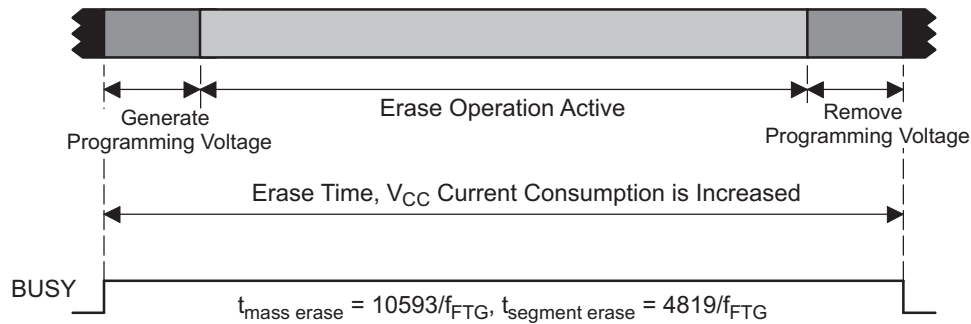 Generate
Programming Voltage
Erase Operation Active
Remove
Programming Voltage
Erase Time, VCC Current Consumption is Increased
BUSY
tmass erase = 10593/fFTG, tsegment erase = 4819/fFTG